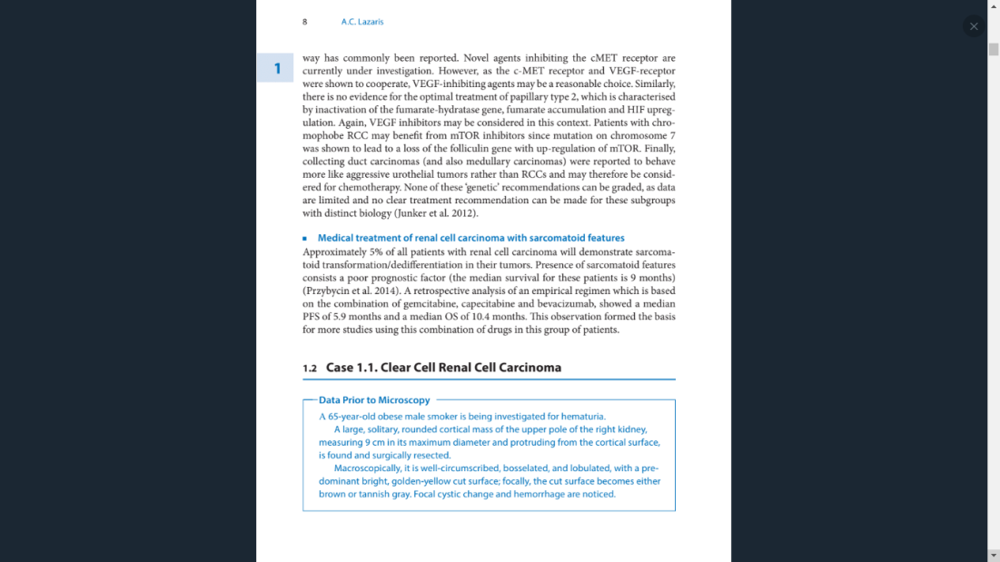 8 A.C. Lazaris
1
way has commonly been reported. Novel agents inhibiting the cMET receptor are
currently under investigation. However, as the c-MET receptor and VEGF-receptor
were shown to cooperate, VEGF-inhibiting agents may be a reasonable choice. Similarly,
there is no evidence for the optimal treatment of papillary type 2, which is characterised
by inactivation of the fumarate-hydratase gene, fumarate accumulation and HIF upreg-
ulation. Again, VEGF inhibitors may be considered in this context. Patients with chro-
mophobe RCC may benefit from mTOR inhibitors since mutation on chromosome 7
was shown to lead to a loss of the folliculin gene with up-regulation of mTOR. Finally,
collecting duct carcinomas (and also medullary carcinomas) were reported to behave
more like aggressive urothelial tumors rather than RCCs and may therefore be consid-
ered for chemotherapy. None of these ‘genetic’ recommendations can be graded, as data
are limited and no clear treatment recommendation can be made for these subgroups
with distinct biology (Junker et al. 2012).
■ Medical treatment of renal cell carcinoma with sarcomatoid features
Approximately 5% of all patients with renal cell carcinoma will demonstrate sarcoma-
toid transformation/dedifferentiation in their tumors. Presence of sarcomatoid features
consists a poor prognostic factor (the median survival for these patients is 9 months)
(Przybycin et al. 2014). A retrospective analysis of an empirical regimen which is based
on the combination of gemcitabine, capecitabine and bevacizumab, showed a median
PFS of 5.9 months and a median OS of 10.4 months. This observation formed the basis
for more studies using this combination of drugs in this group of patients.
1.2 Case 1.1. Clear Cell Renal Cell Carcinoma
Data Prior to Microscopy
A 65-year-old obese male smoker is being investigated for hematuria.
A large, solitary, rounded cortical mass of the upper pole of the right kidney,
measuring 9 cm in its maximum diameter and protruding from the cortical surface,
is found and surgically resected.
Macroscopically, it is well-circumscribed, bosselated, and lobulated, with a pre-
dominant bright, golden-yellow cut surface; focally, the cut surface becomes either
brown or tannish gray. Focal cystic change and hemorrhage are noticed.